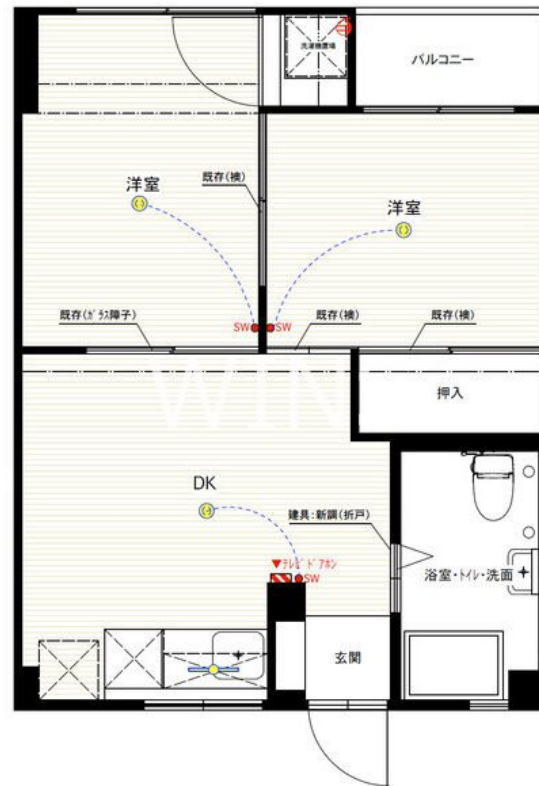 洗濯機置場
バルコニー
洋室
既存(襖)
洋室
SW
SW
既存(ガラス障子)
既存(襖)
既存(襖)
WIN
押入
DK
建具:新調(折戸)
▼テレビドアホン
SW
浴室・トイレ・洗面
玄関